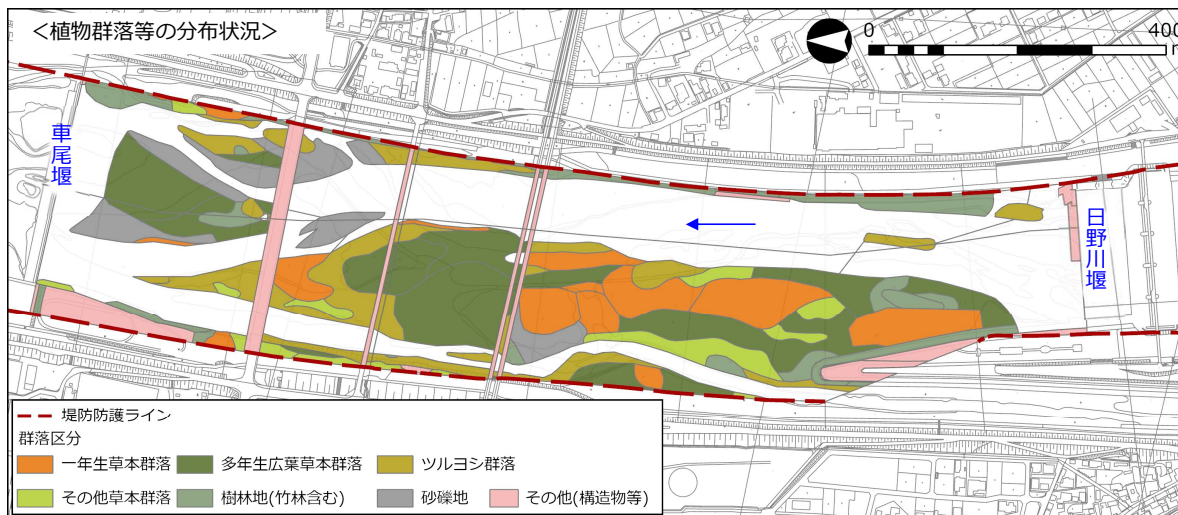 ＜植物群落等の分布状況＞
0
400
m
車尾堰
日野川堰
堤防防護ライン
群落区分
一年生草本群落
多年生広葉草本群落
ツルヨシ群落
その他草本群落
樹林地(竹林含む)
砂礫地
その他(構造物等)